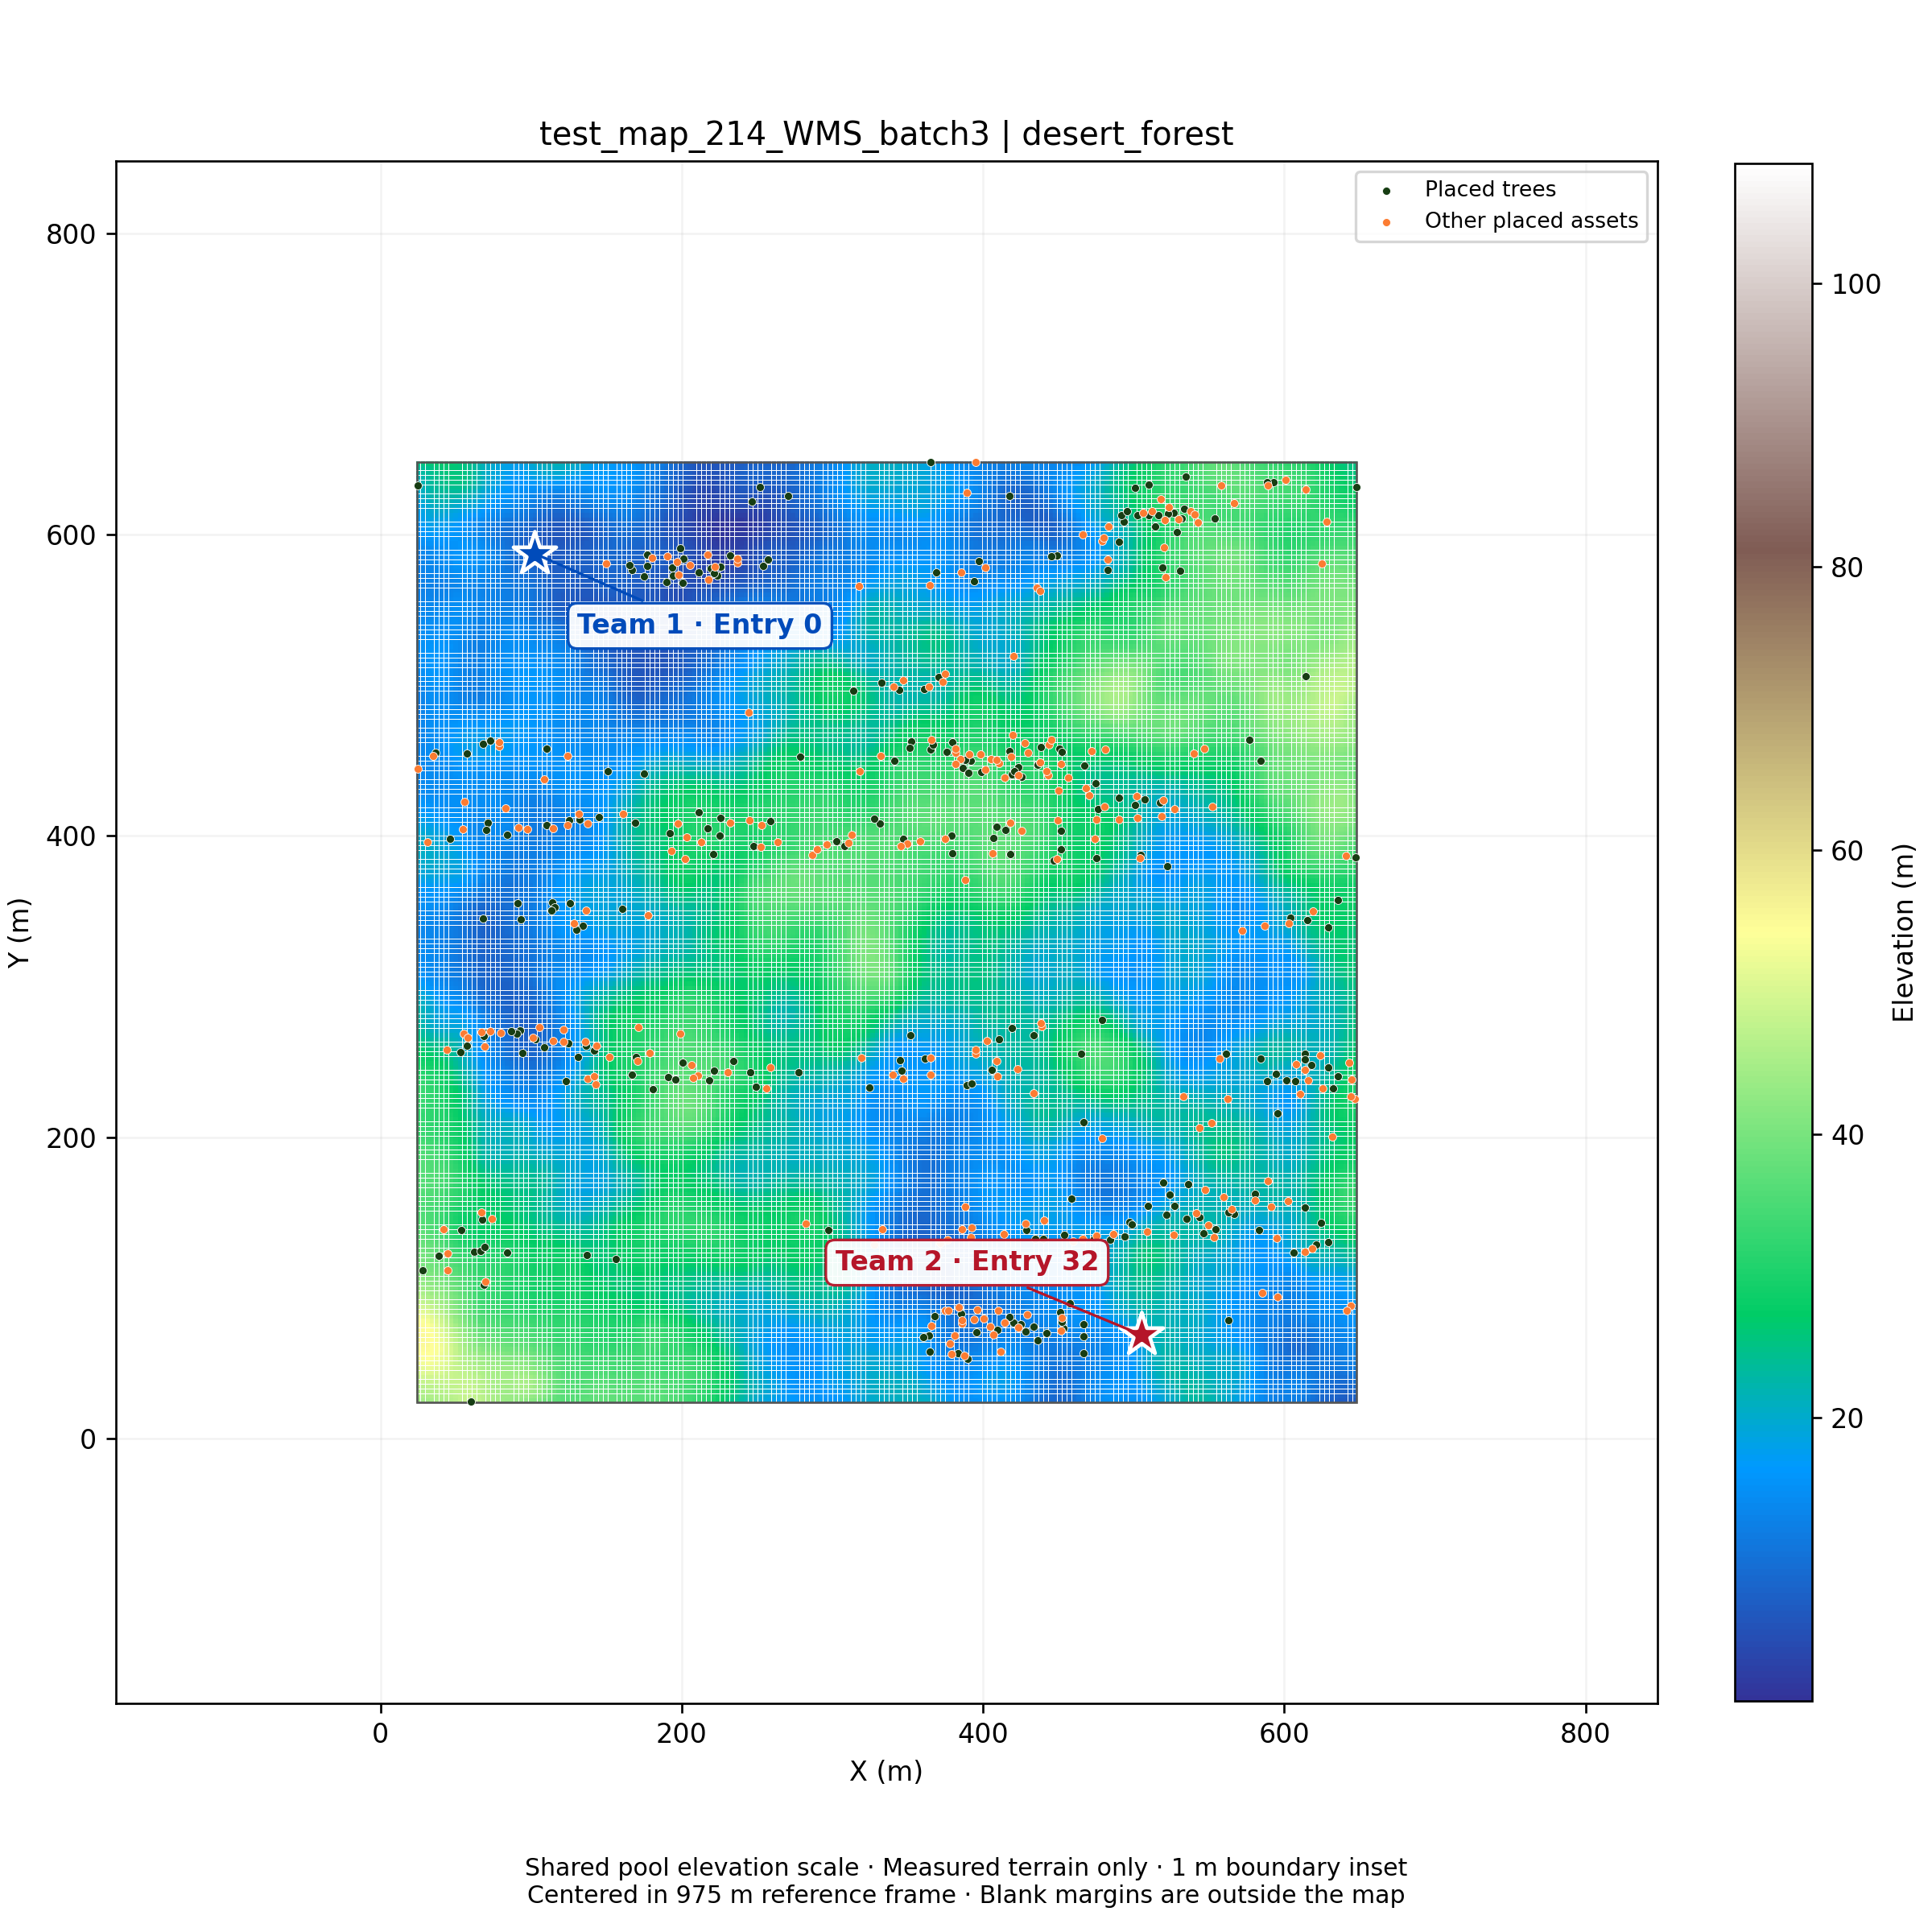 test_map_214_WMS_batch3 | desert_forest
Placed trees
Other placed assets
800
600
400
200
0
Y (m)
Team 1 · Entry 0
Team 2 · Entry 32
0
200
400
600
800
X (m)
100
80
60
40
20
Elevation (m)
Shared pool elevation scale · Measured terrain only · 1 m boundary inset
Centered in 975 m reference frame · Blank margins are outside the map